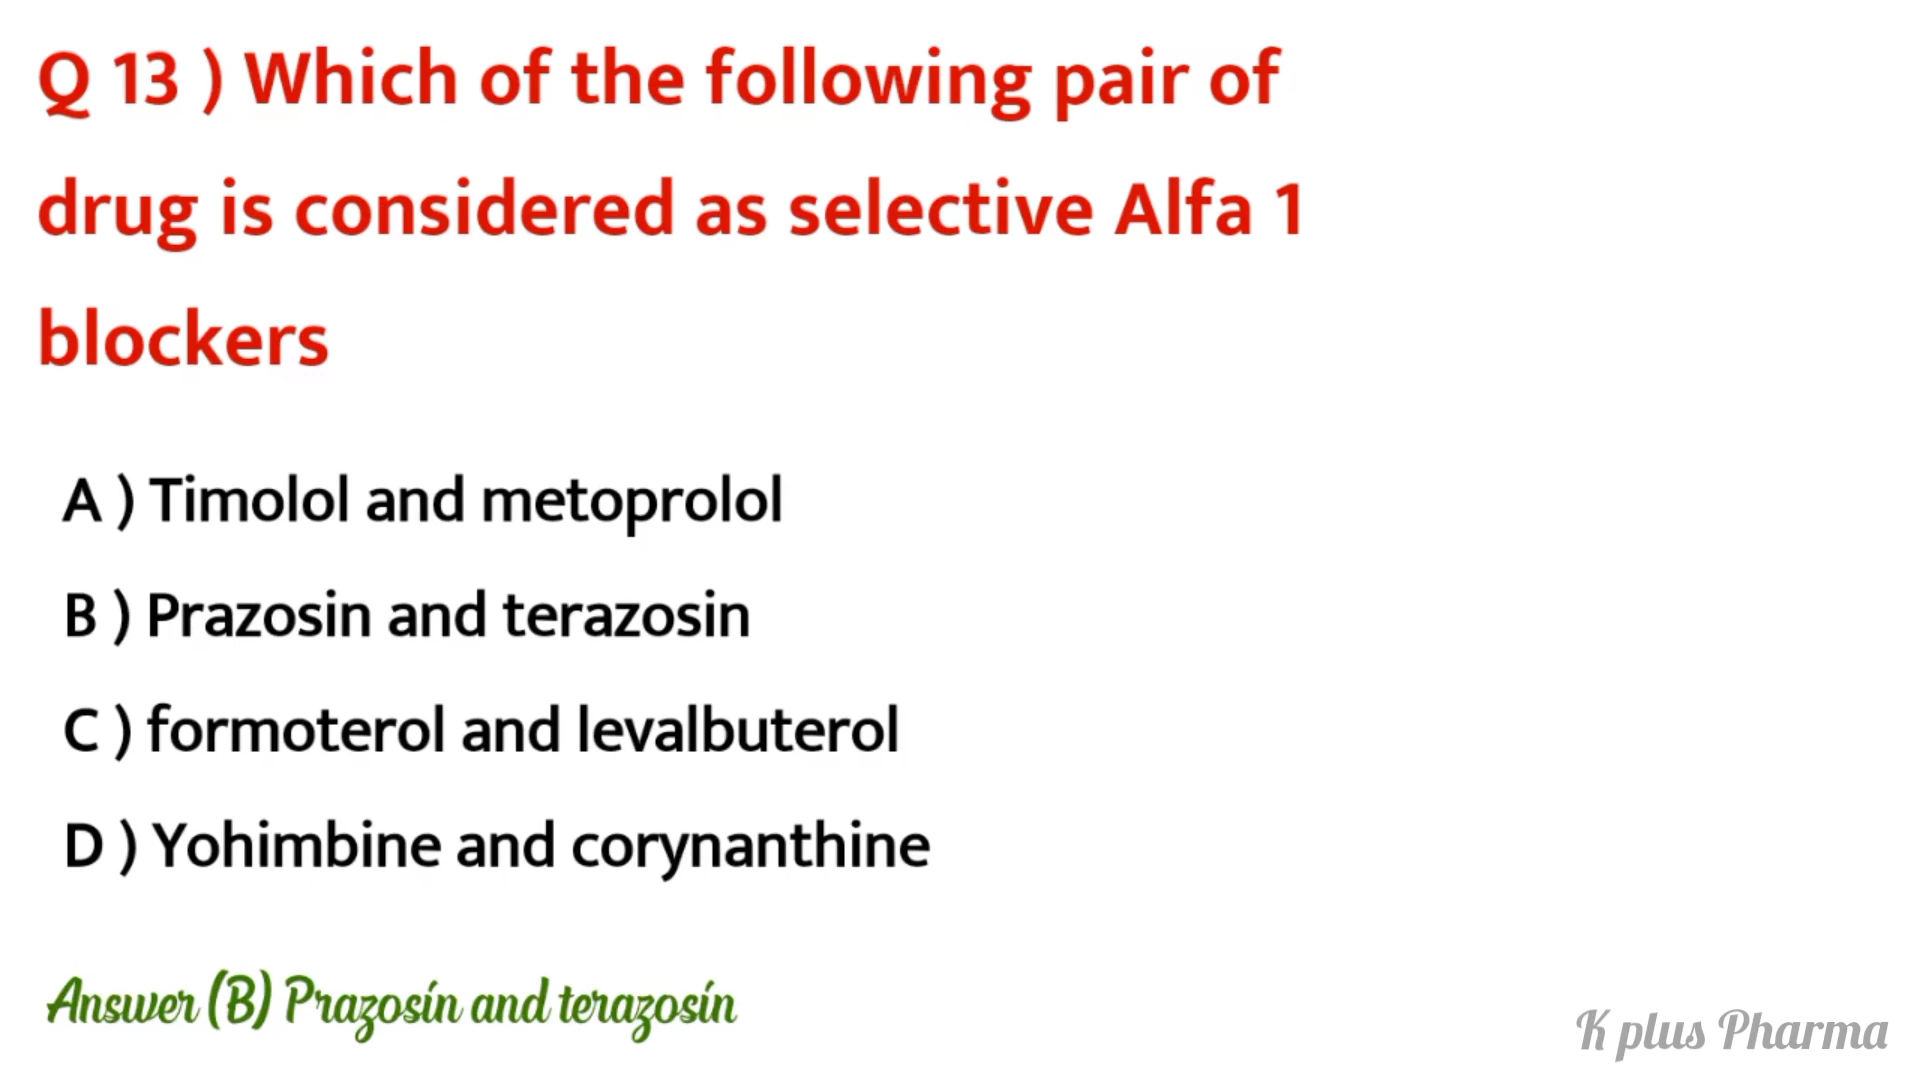 Q 13 ) Which of the following pair of
drug is considered as selective Alfa 1
blockers
A ) Timolol and metoprolol
B ) Prazosin and terazosin
C ) formoterol and levalbuterol
D ) Yohimbine and corynanthine
Answer (B) Prazosin and terazosin
K plus Pharma